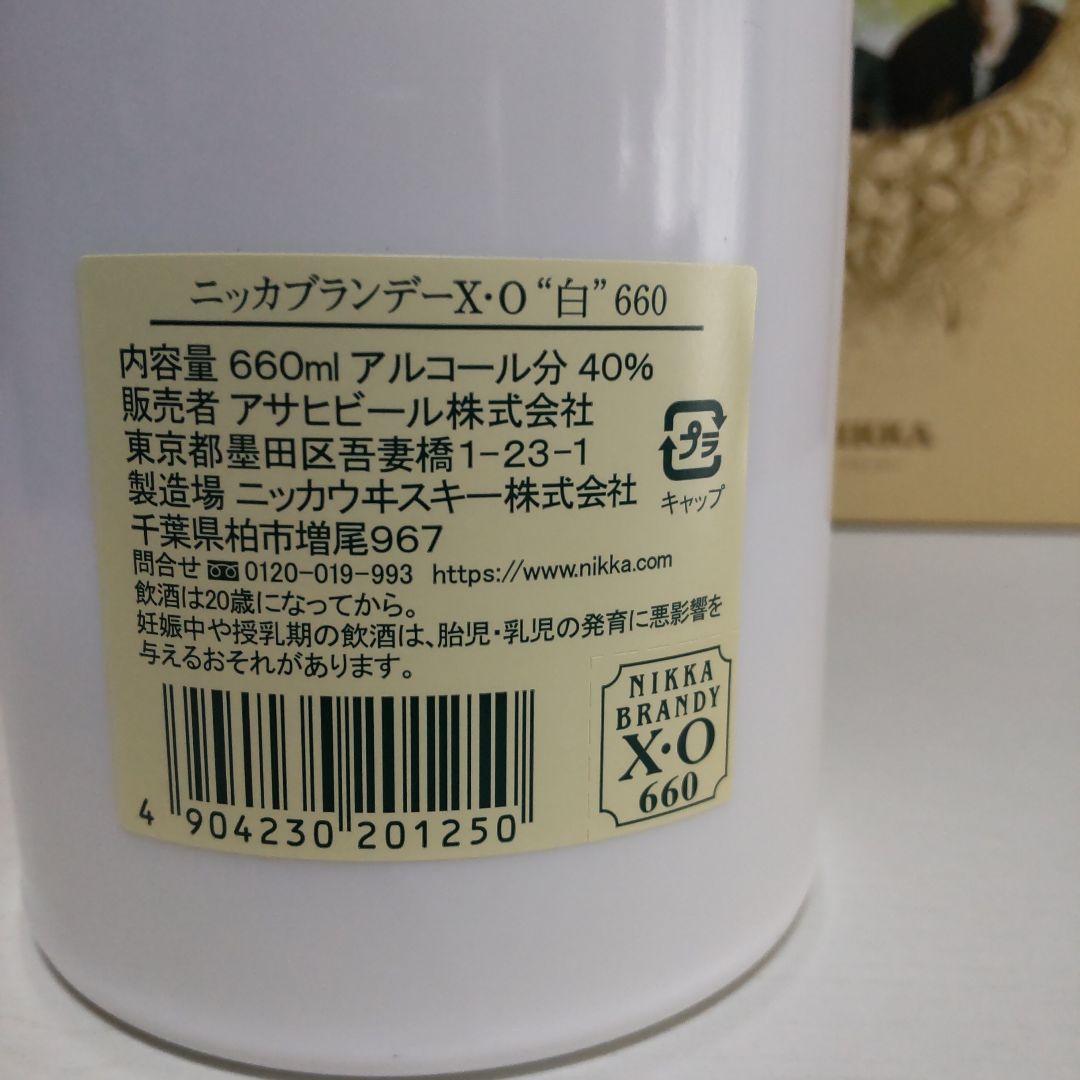 ニッカブランデーX・O “白” 660
内容量 660ml アルコール分 40%
販売者 アサヒビール株式会社
東京都墨田区吾妻橋1-23-1
製造場 ニッカウヰスキー株式会社
千葉県柏市増尾967
プラ
キャップ
問合せ 0120-019-993 https://www.nikka.com
飲酒は20歳になってから。
妊娠中や授乳期の飲酒は、胎児・乳児の発育に悪影響を
与えるおそれがあります。
4 904230 201250
NIKKA
BRANDY
X・O
660
NIKKA